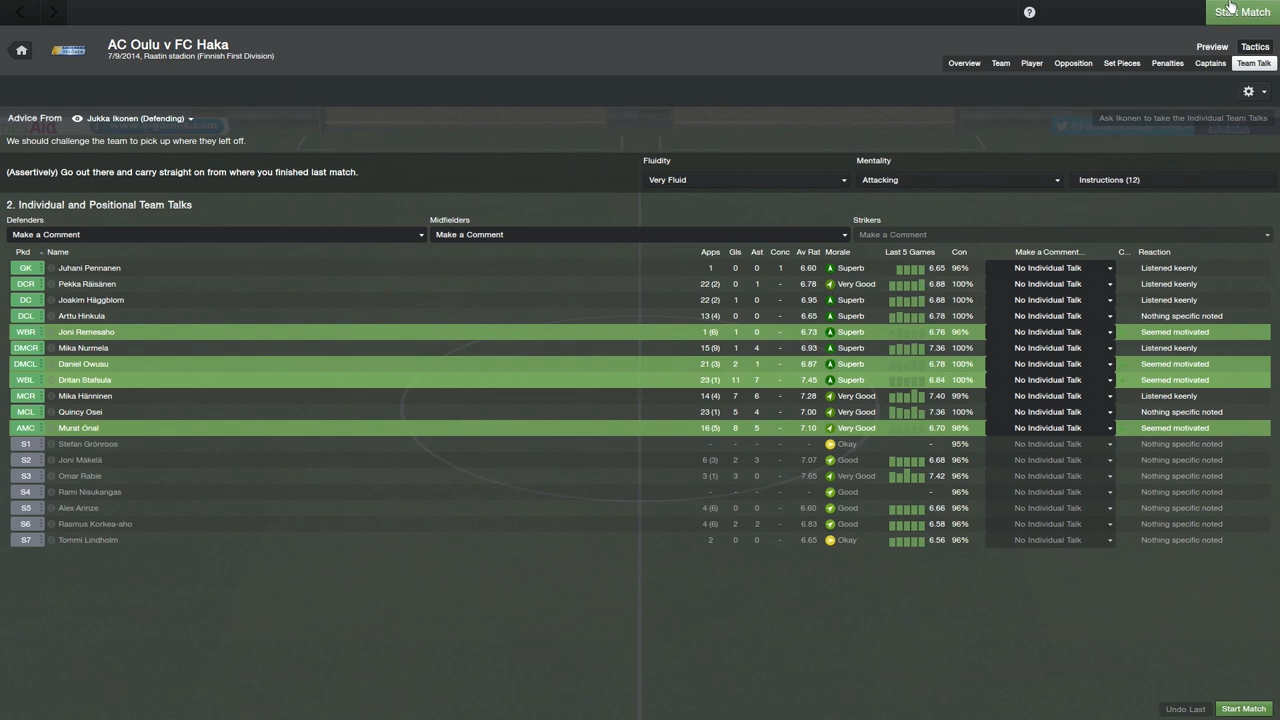 Start Match
AC Oulu v FC Haka
7/9/2014, Raatin stadion (Finnish First Division)
Preview Tactics
Overview Team Player Opposition Set Pieces Penalties Captains Team Talk
Advice From Jukka Ikonen (Defending)
Ask Ikonen to take the Individual Team Talks
We should challenge the team to pick up where they left off.
Fluidity Mentality
(Assertively) Go out there and carry straight on from where you finished last match.
Very Fluid Attacking Instructions (12)
2. Individual and Positional Team Talks
Defenders Midfielders Strikers
Make a Comment Make a Comment Make a Comment
Pkd Name Apps Gls Ast Conc Av Rat Morale Last 5 Games Con Make a Comment... C... Reaction
GK Juhani Pennanen 1 0 0 1 6.60 Superb 6.65 96% No Individual Talk Listened keenly
DCR Pekka Räisänen 22 (2) 0 1 - 6.78 Very Good 6.88 100% No Individual Talk Listened keenly
DC Joakim Häggblom 22 (2) 1 0 - 6.95 Superb 6.88 100% No Individual Talk Listened keenly
DCL Arttu Hinkula 13 (4) 0 0 - 6.65 Superb 6.78 100% No Individual Talk Nothing specific noted
WBR Joni Remesaho 1 (6) 1 0 - 6.73 Superb 6.76 96% No Individual Talk Seemed motivated
DMCR Mika Nurmela 15 (9) 1 4 - 6.93 Superb 7.36 100% No Individual Talk Listened keenly
DMCL Daniel Owusu 21 (3) 2 1 - 6.87 Superb 6.78 100% No Individual Talk Seemed motivated
WBL Dritan Stafsula 23 (1) 11 7 - 7.45 Superb 6.84 100% No Individual Talk Seemed motivated
MCR Mika Hänninen 14 (4) 7 6 - 7.28 Very Good 7.40 99% No Individual Talk Listened keenly
MCL Quincy Osei 23 (1) 5 4 - 7.00 Very Good 7.36 100% No Individual Talk Nothing specific noted
AMC Murat Önal 16 (5) 8 5 - 7.10 Very Good 6.70 98% No Individual Talk Seemed motivated
S1 Stefan Grönroos - - - - - Okay - 95% No Individual Talk Nothing specific noted
S2 Joni Mäkelä 6 (3) 2 3 - 7.07 Good 6.68 96% No Individual Talk Nothing specific noted
S3 Omar Rabie 3 (1) 3 0 - 7.65 Very Good 7.42 96% No Individual Talk Nothing specific noted
S4 Rami Nisukangas - - - - - Good - 96% No Individual Talk Nothing specific noted
S5 Alex Arinze 4 (6) 0 0 - 6.60 Good 6.66 96% No Individual Talk Nothing specific noted
S6 Rasmus Korkea-aho 4 (6) 2 2 - 6.83 Good 6.58 96% No Individual Talk Nothing specific noted
S7 Tommi Lindholm 2 0 0 - 6.65 Okay 6.56 96% No Individual Talk Nothing specific noted
Undo Last Start Match